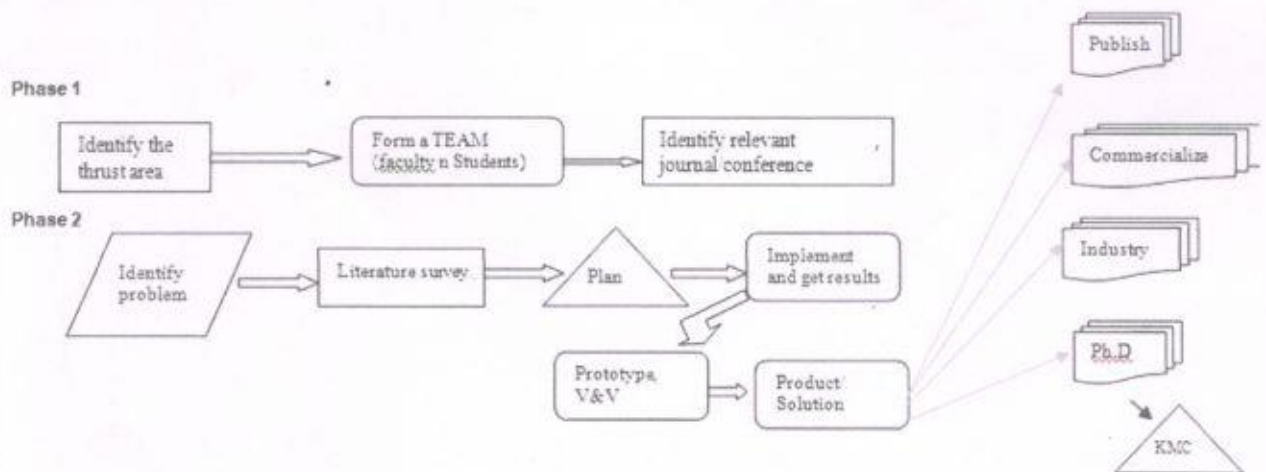 Phase 1
Identify the
thrust area
Form a TEAM
(faculty n Students)
Identify relevant
journal conference
Phase 2
Identify
problem
Literature survey
Plan
Implement
and get results
Prototype,
V&V
Product/
Solution
Publish
Commercialize
Industry
Ph.D
KMC